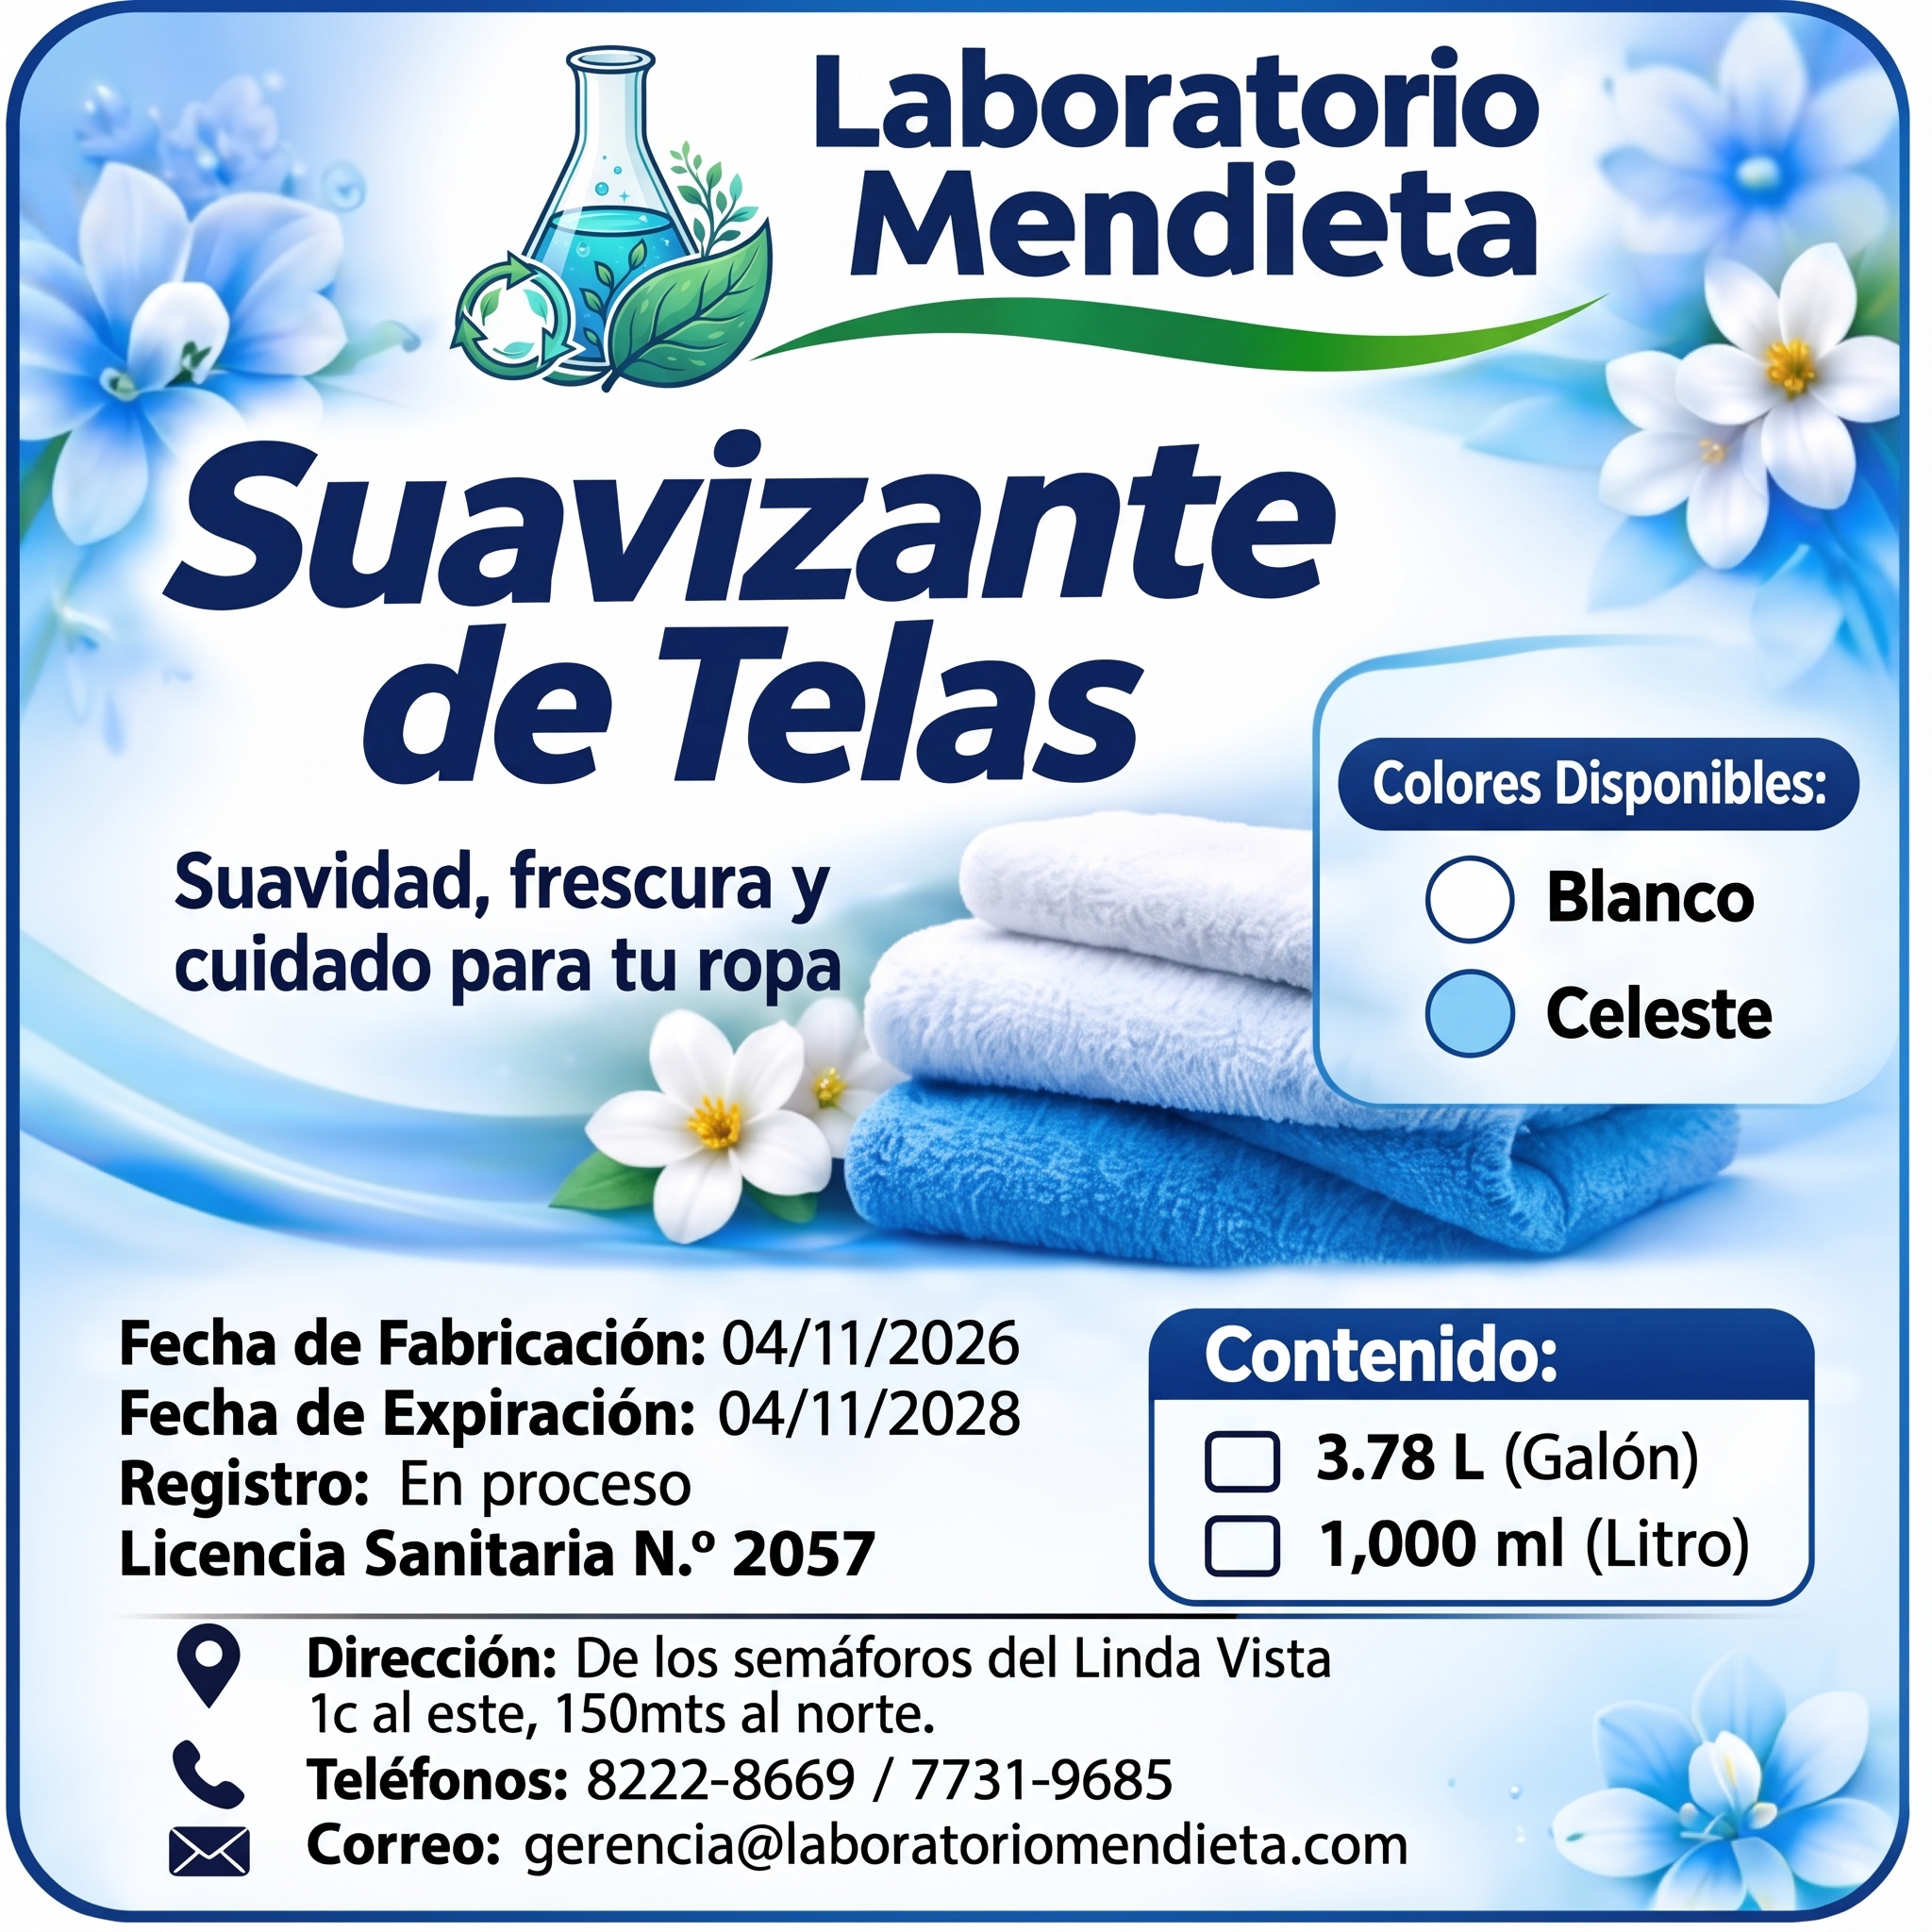 Laboratorio
Mendieta
Suavizante
de Telas
Suavidad, frescura y
cuidado para tu ropa
Colores Disponibles:
Blanco
Celeste
Fecha de Fabricación: 04/11/2026
Fecha de Expiración: 04/11/2028
Registro: En proceso
Licencia Sanitaria N.º 2057
Contenido:
3.78 L (Galón)
1,000 ml (Litro)
Dirección: De los semáforos del Linda Vista
1c al este, 150mts al norte.
Teléfonos: 8222-8669 / 7731-9685
Correo: gerencia@laboratoriomendieta.com